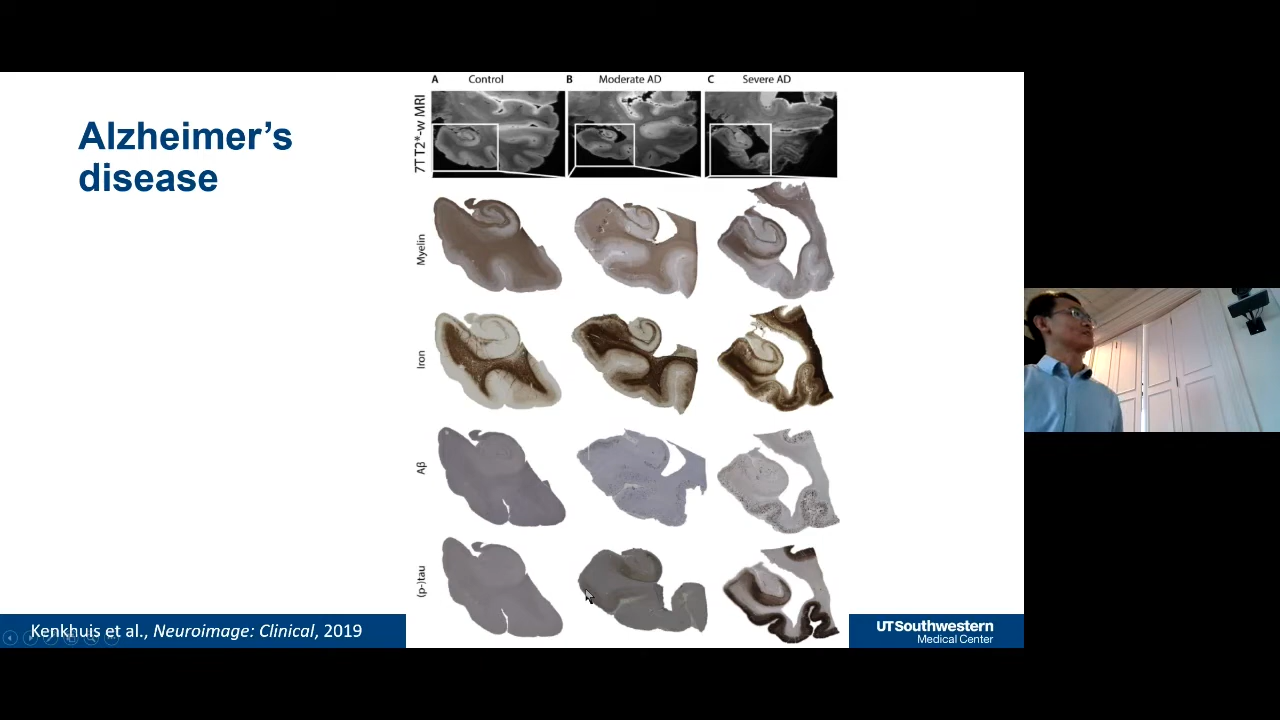 Alzheimer's
disease
A Control B Moderate AD C Severe AD
7T T2*-w MRI
Myelin
Iron
Aβ
(p-)tau
Kenkhuis et al., Neuroimage: Clinical, 2019
UTSouthwestern
Medical Center